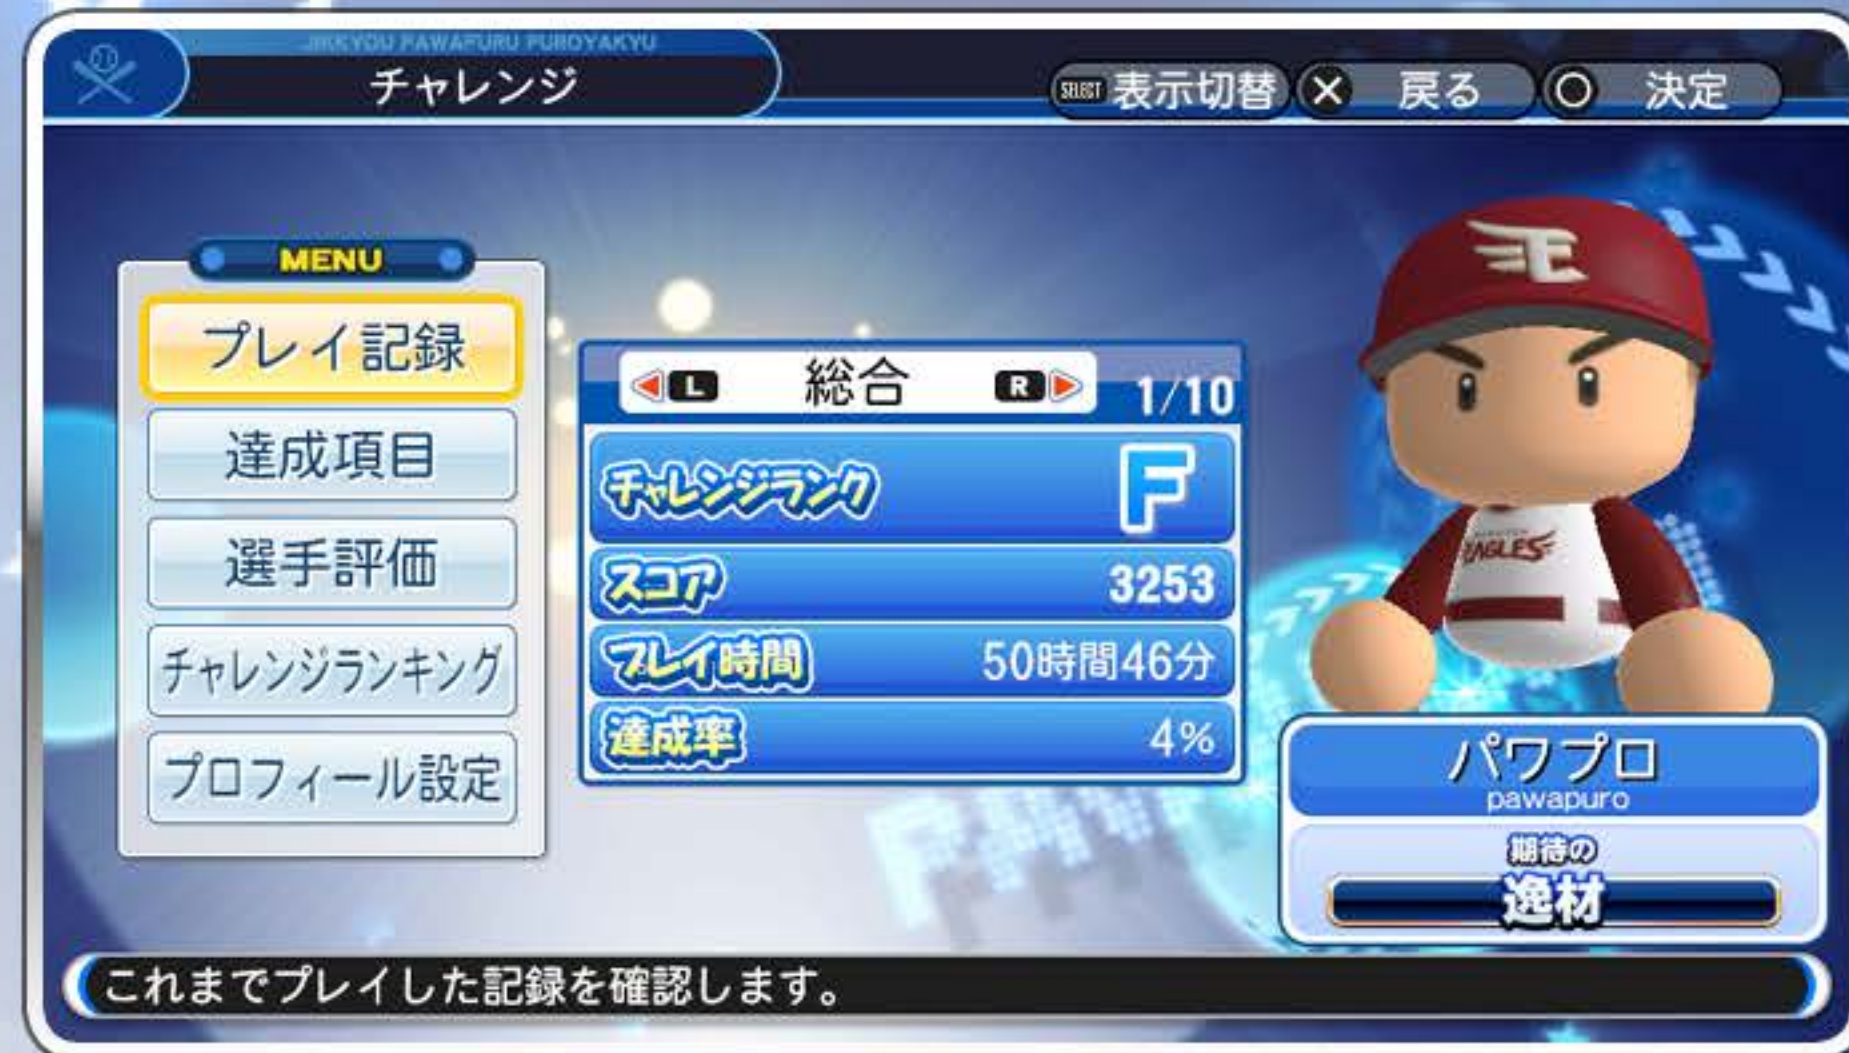 JIKKYOU PAWAFURU PUROYAKYU
チャレンジ
SELECT 表示切替 × 戻る ○ 決定
MENU
プレイ記録
達成項目
選手評価
チャレンジランキング
プロフィール設定
L 総合 R 1/10
チャレンジランク F
スコア 3253
プレイ時間 50時間46分
達成率 4%
E
EAGLES
パワプロ
pawapuro
期待の
逸材
これまでプレイした記録を確認します。